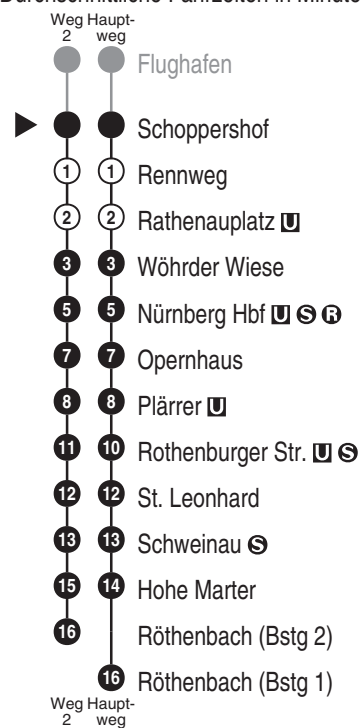 Durchschnittliche Fahrzeiten in Minute
Weg Haupt-
2 weg
Flughafen
Schoppershof
1 1 Rennweg
2 2 Rathenauplatz U
3 3 Wöhrder Wiese
5 5 Nürnberg Hbf U S R
7 7 Opernhaus
8 8 Plärrer U
11 10 Rothenburger Str. U S
12 12 St. Leonhard
13 13 Schweinau S
15 14 Hohe Marter
16 Röthenbach (Bstg 2)
16 Röthenbach (Bstg 1)
Weg Haupt-
2 weg